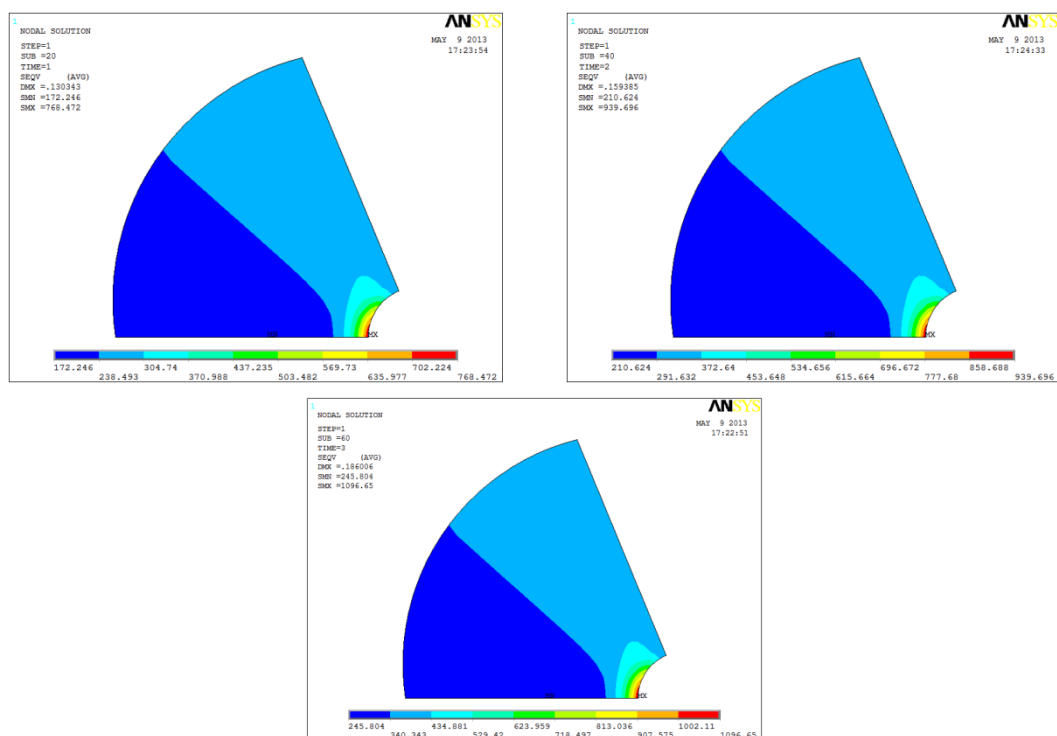 1
ANSYS
NODAL SOLUTION
MAY 9 2013
17:23:54
STEP=1
SUB =20
TIME=1
SEQV (AVG)
DMX =.130343
SMN =172.246
SMX =768.472
MX
172.246 304.74 437.235 569.73 702.224
238.493 370.988 503.482 635.977 768.472
1
ANSYS
NODAL SOLUTION
MAY 9 2013
17:24:33
STEP=1
SUB =40
TIME=2
SEQV (AVG)
DMX =.159385
SMN =210.624
SMX =939.696
MX
210.624 372.64 534.656 696.672 858.688
291.632 453.648 615.664 777.68 939.696
1
ANSYS
NODAL SOLUTION
MAY 9 2013
17:22:51
STEP=1
SUB =60
TIME=3
SEQV (AVG)
DMX =.186006
SMN =245.804
SMX =1096.65
MX
245.804 434.881 623.959 813.036 1002.11
340.343 529.42 718.497 907.575 1096.65